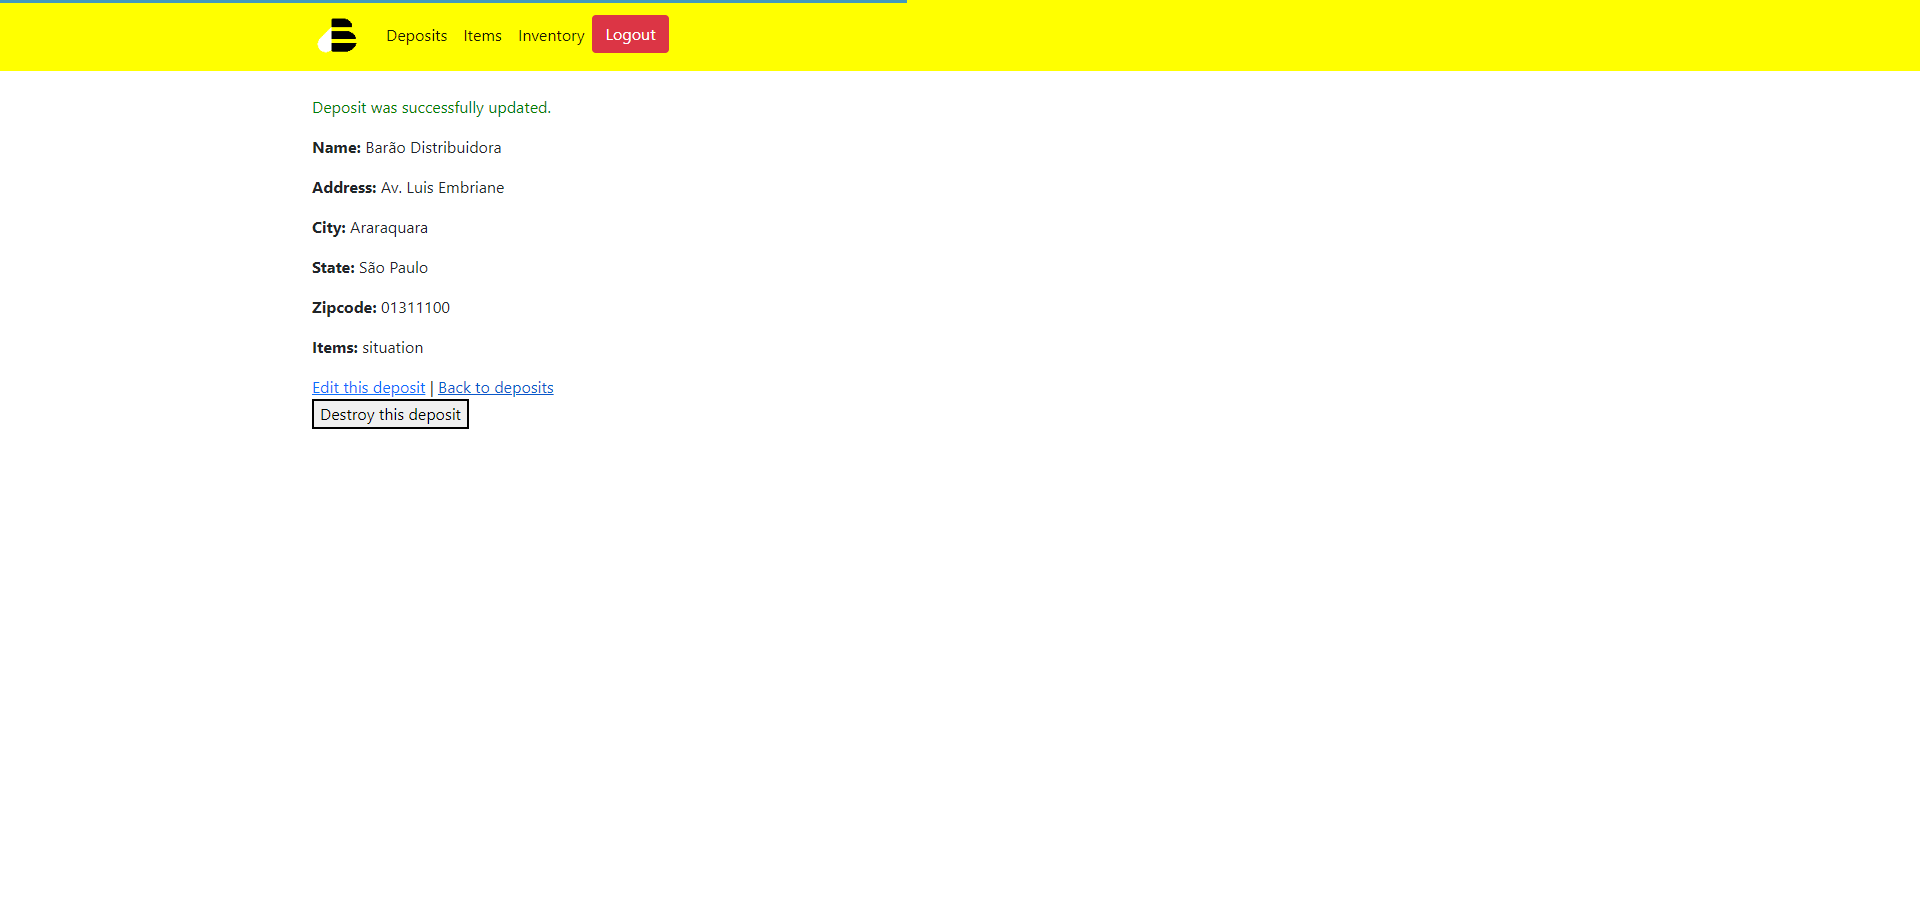 Deposits Items Inventory Logout
Deposit was successfully updated.
Name: Barão Distribuidora
Address: Av. Luis Embriane
City: Araraquara
State: São Paulo
Zipcode: 01311100
Items: situation
Edit this deposit | Back to deposits
Destroy this deposit